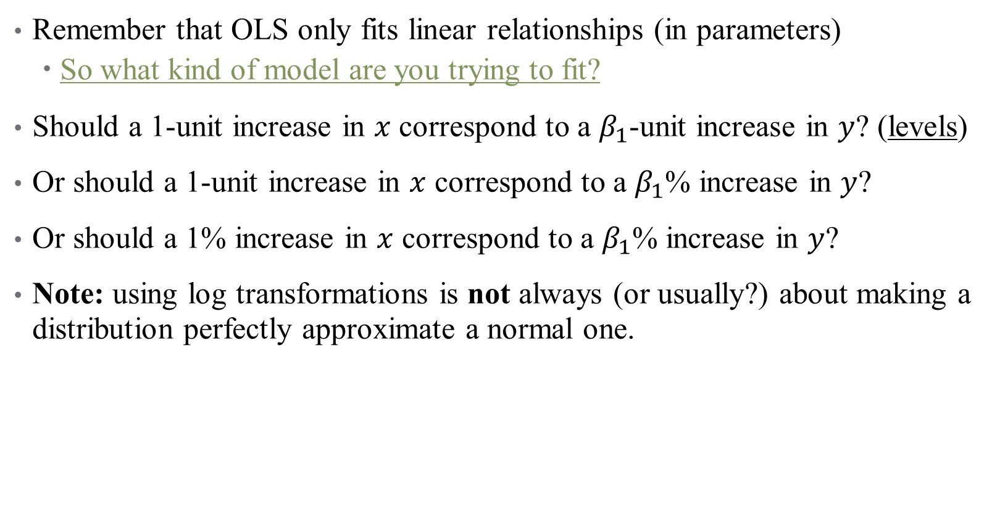 • Remember that OLS only fits linear relationships (in parameters)
• So what kind of model are you trying to fit?
• Should a 1-unit increase in 𝑥 correspond to a 𝛽₁-unit increase in 𝑦? (levels)
• Or should a 1-unit increase in 𝑥 correspond to a 𝛽₁% increase in 𝑦?
• Or should a 1% increase in 𝑥 correspond to a 𝛽₁% increase in 𝑦?
• Note: using log transformations is not always (or usually?) about making a
distribution perfectly approximate a normal one.